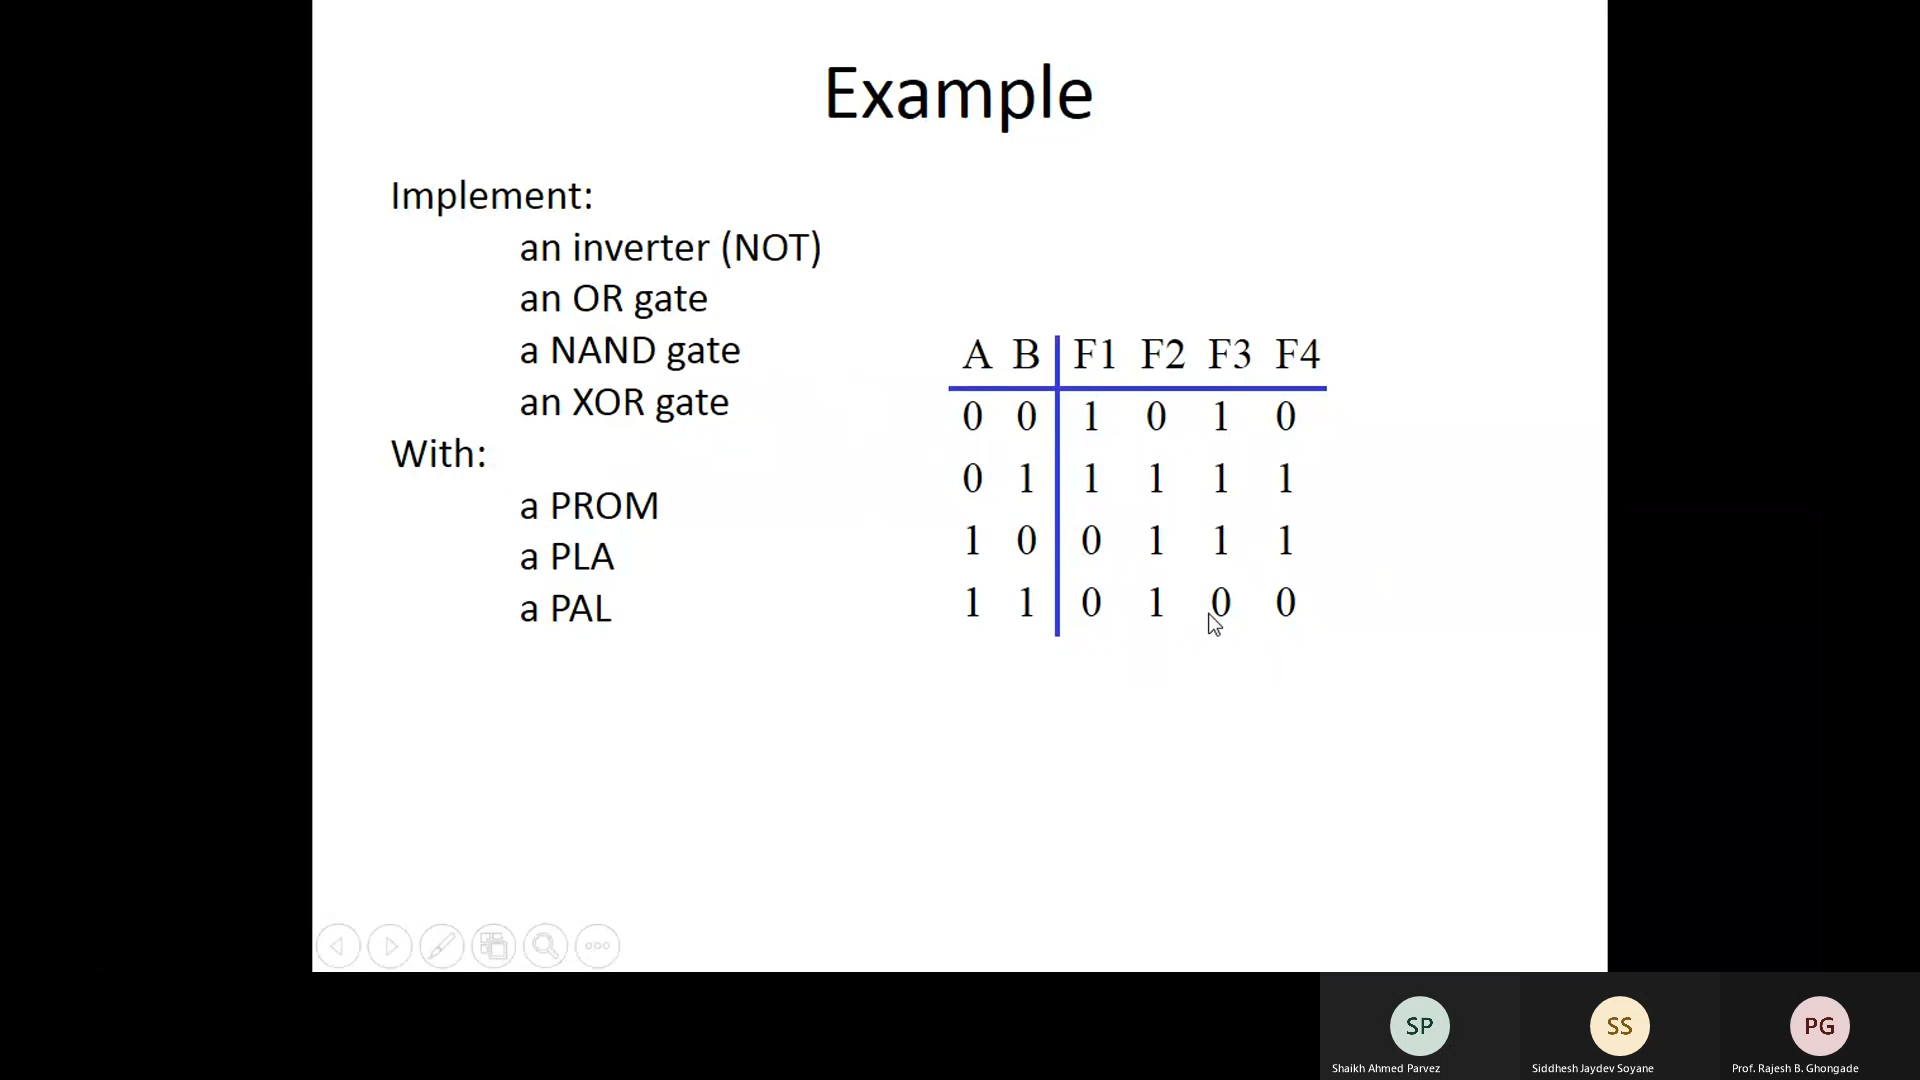 Example
Implement:
an inverter (NOT)
an OR gate
a NAND gate
an XOR gate
With:
a PROM
a PLA
a PAL
A B F1 F2 F3 F4
0 0 1 0 1 0
0 1 1 1 1 1
1 0 0 1 1 1
1 1 0 1 0 0
SP SS PG
Shaikh Ahmed Parvez Siddhesh Jaydev Soyane Prof. Rajesh B. Ghongade